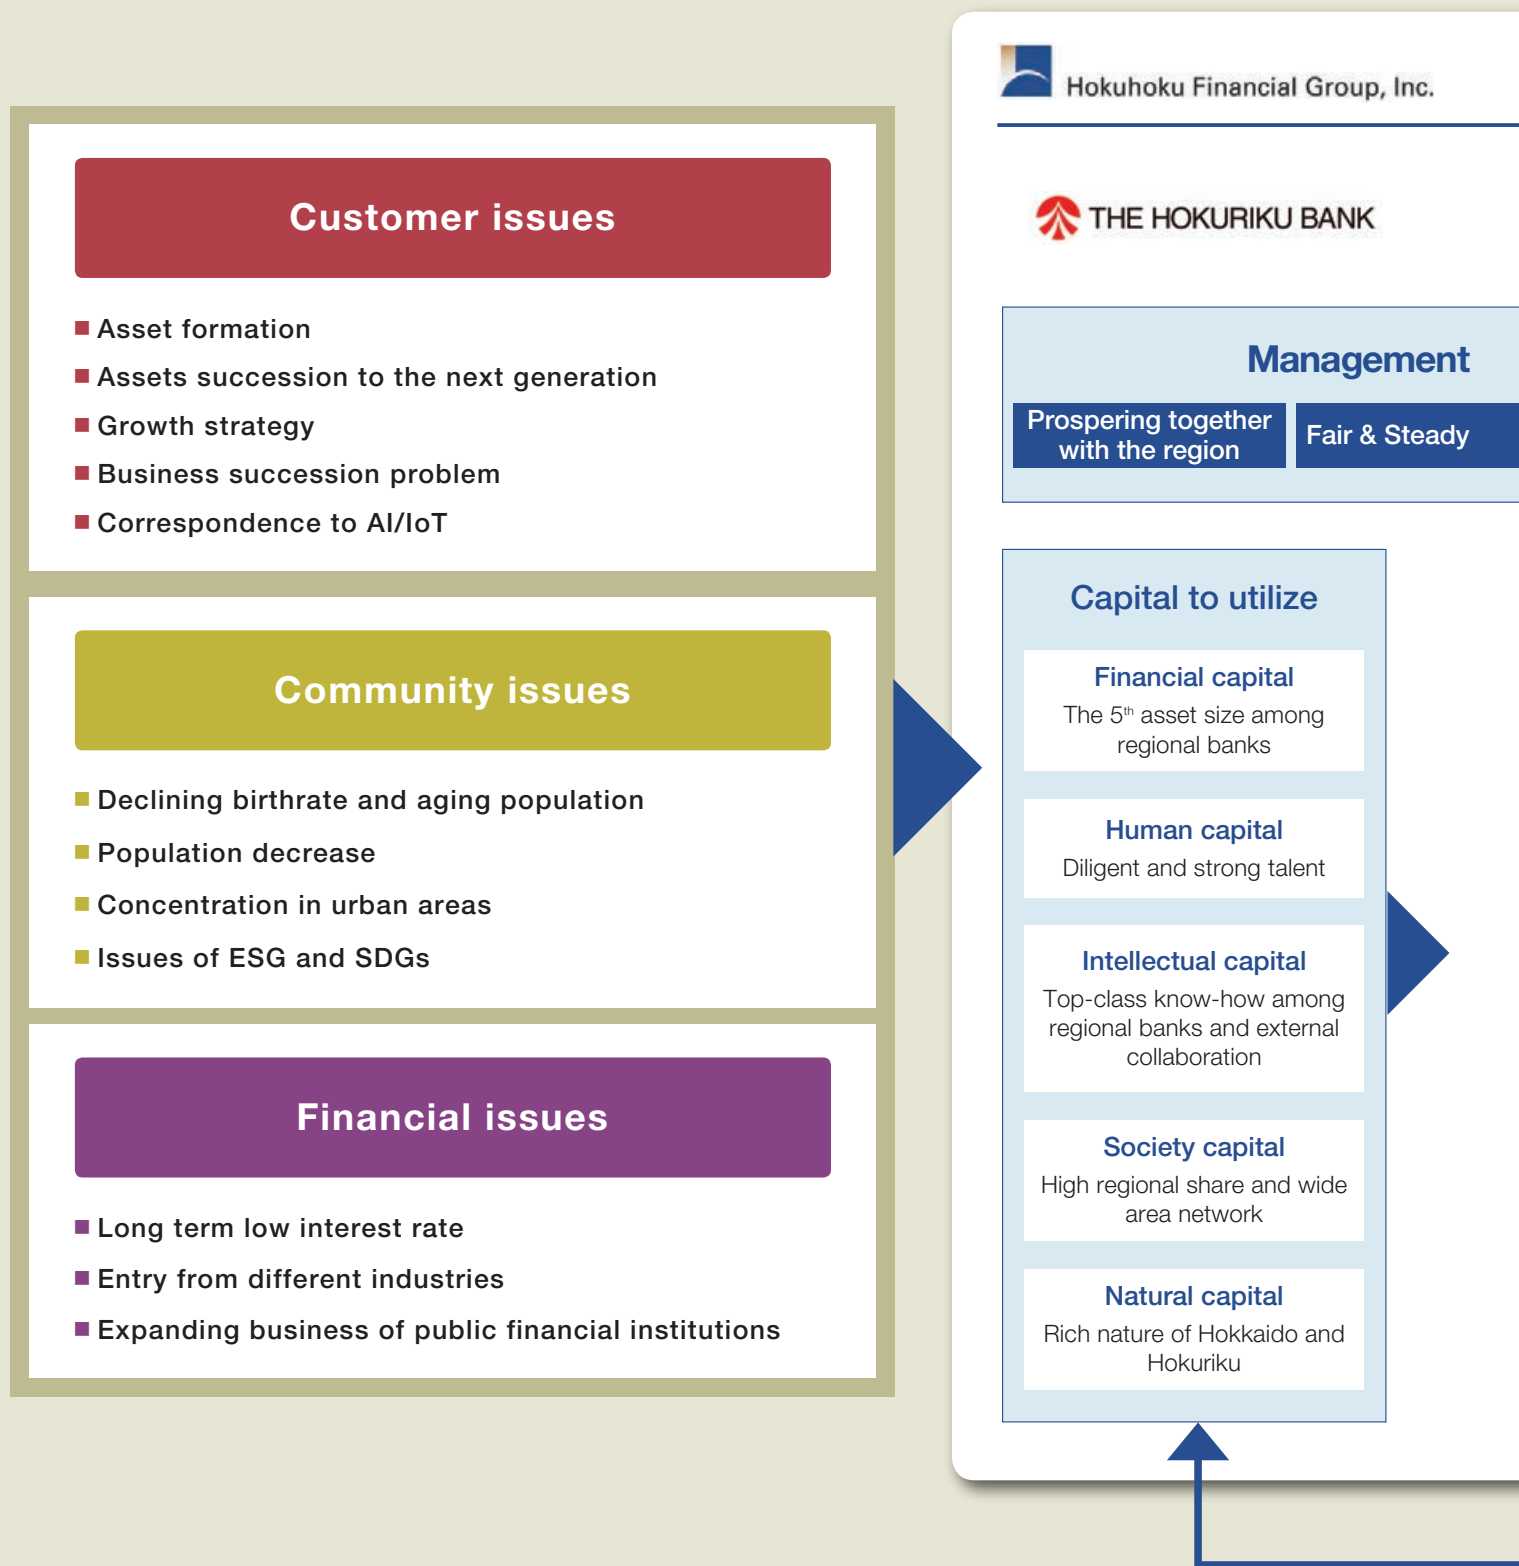 Customer issues
■ Asset formation
■ Assets succession to the next generation
■ Growth strategy
■ Business succession problem
■ Correspondence to AI/IoT
Community issues
■ Declining birthrate and aging population
■ Population decrease
■ Concentration in urban areas
■ Issues of ESG and SDGs
Financial issues
■ Long term low interest rate
■ Entry from different industries
■ Expanding business of public financial institutions
Hokuhoku Financial Group, Inc.
THE HOKURIKU BANK
Management
Prospering together
with the region
Fair & Steady
Capital to utilize
Financial capital
The 5th asset size among
regional banks
Human capital
Diligent and strong talent
Intellectual capital
Top-class know-how among
regional banks and external
collaboration
Society capital
High regional share and wide
area network
Natural capital
Rich nature of Hokkaido and
Hokuriku